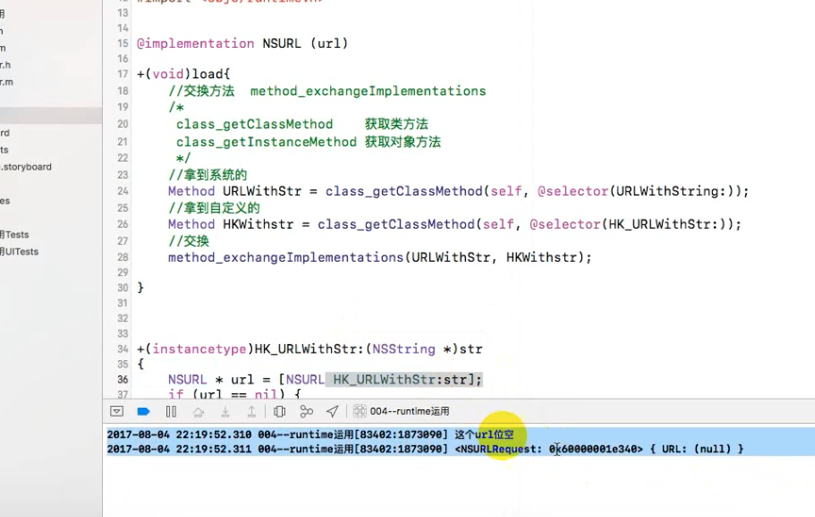 用
13
n
14
m
15 @implementation NSURL (url)
r.h
16
17 +(void)load{
r.m
18 //交换方法 method_exchangeImplementations
19 /*
20 class_getClassMethod 获取类方法
rd
21 class_getInstanceMethod 获取对象方法
ts
22 */
.storyboard
23 //拿到系统的
24 Method URLWithStr = class_getClassMethod(self, @selector(URLWithString:));
es
25 //拿到自定义的
26 Method HKWithstr = class_getClassMethod(self, @selector(HK_URLWithStr:));
用Tests
27 //交换
用UITests
28 method_exchangeImplementations(URLWithStr, HKWithstr);
29
30 }
31
32
33
34 +(instancetype)HK_URLWithStr:(NSString *)str
35 {
36 NSURL * url = [NSURL HK_URLWithStr:str];
37 if (url == nil) {
004--runtime运用
2017-08-04 22:19:52.310 004--runtime运用[83402:1873090] 这个url位空
2017-08-04 22:19:52.311 004--runtime运用[83402:1873090] <NSURLRequest: 0x60000001e340> { URL: (null) }